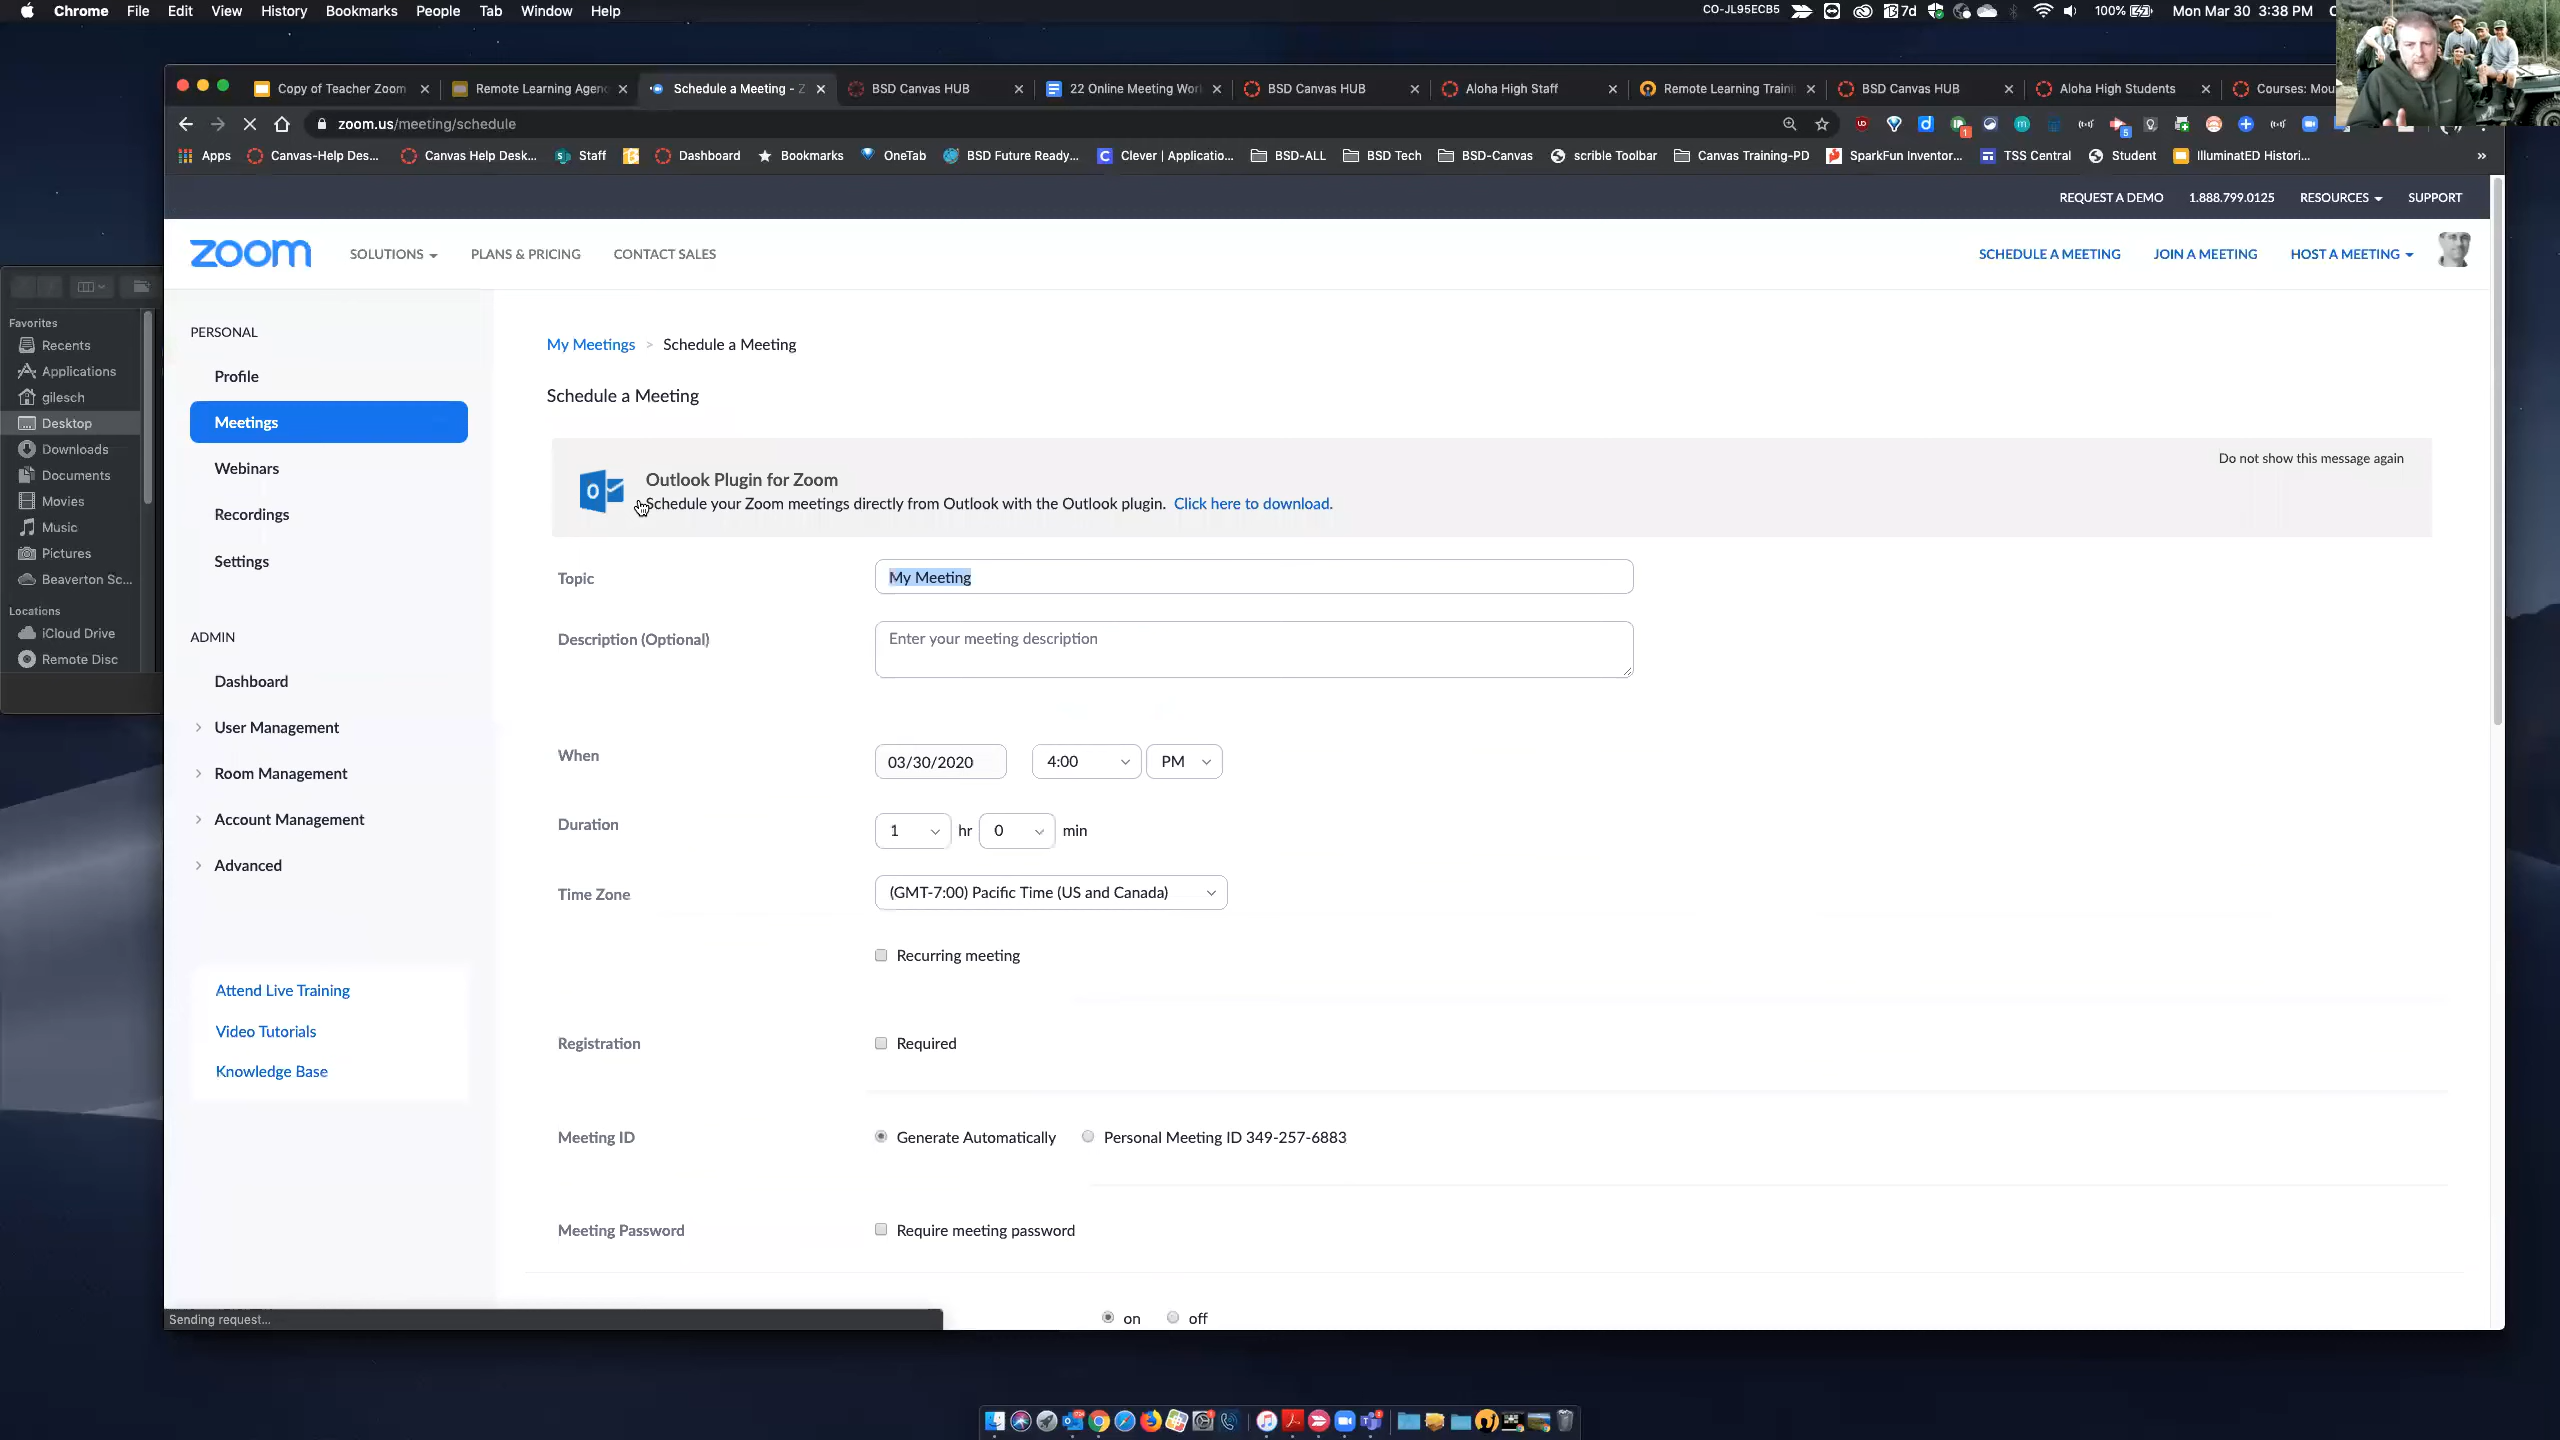 Chrome File Edit View History Bookmarks People Tab Window Help
CO-JL95ECB5 7d 100% Mon Mar 30 3:38 PM
Copy of Teacher Zoom
Remote Learning Agen
Schedule a Meeting - Z
BSD Canvas HUB
22 Online Meeting Wor
BSD Canvas HUB
Aloha High Staff
Remote Learning Traini
BSD Canvas HUB
Aloha High Students
Courses: Mou
zoom.us/meeting/schedule
Apps Canvas-Help Des... Canvas Help Desk... Staff Dashboard Bookmarks OneTab BSD Future Ready... Clever | Applicatio... BSD-ALL BSD Tech BSD-Canvas scrible Toolbar Canvas Training-PD SparkFun Inventor... TSS Central Student IlluminatED Histori... »
REQUEST A DEMO 1.888.799.0125 RESOURCES SUPPORT
zoom SOLUTIONS PLANS & PRICING CONTACT SALES SCHEDULE A MEETING JOIN A MEETING HOST A MEETING
Favorites
Recents
Applications
gilesch
Desktop
Downloads
Documents
Movies
Music
Pictures
Beaverton Sc...
Locations
iCloud Drive
Remote Disc
PERSONAL
Profile
Meetings
Webinars
Recordings
Settings
ADMIN
Dashboard
User Management
Room Management
Account Management
Advanced
Attend Live Training
Video Tutorials
Knowledge Base
My Meetings > Schedule a Meeting
Schedule a Meeting
Do not show this message again
Outlook Plugin for Zoom
Schedule your Zoom meetings directly from Outlook with the Outlook plugin. Click here to download.
Topic My Meeting
Description (Optional) Enter your meeting description
When 03/30/2020 4:00 PM
Duration 1 hr 0 min
Time Zone (GMT-7:00) Pacific Time (US and Canada)
Recurring meeting
Registration Required
Meeting ID Generate Automatically Personal Meeting ID 349-257-6883
Meeting Password Require meeting password
on off
Sending request...